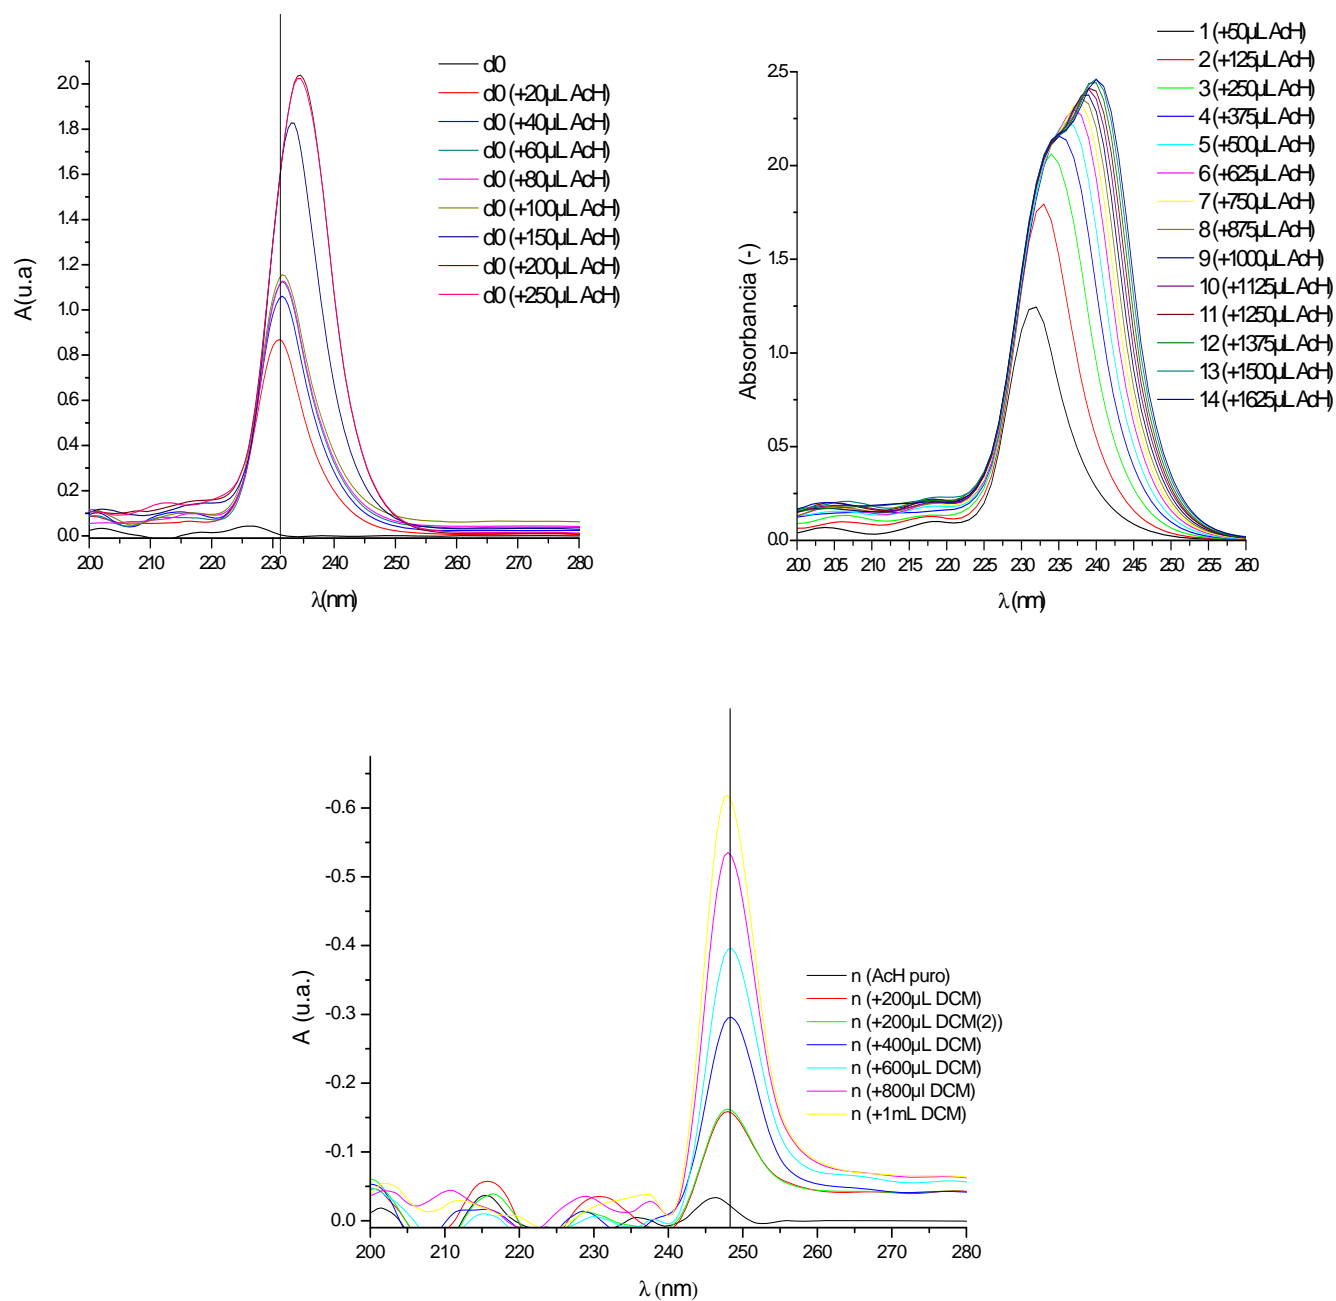 2.0
1.8
1.6
1.4
1.2
1.0
0.8
0.6
0.4
0.2
0.0
A(u.a)
200 210 220 230 240 250 260 270 280
λ(nm)
d0
d0 (+20µL AcH)
d0 (+40µL AcH)
d0 (+60µL AcH)
d0 (+80µL AcH)
d0 (+100µL AcH)
d0 (+150µL AcH)
d0 (+200µL AcH)
d0 (+250µL AcH)
2.5
2.0
1.5
1.0
0.5
0.0
Absorbancia (-)
200 205 210 215 220 225 230 235 240 245 250 255 260
λ (nm)
1 (+50µL AcH)
2 (+125µL AcH)
3 (+250µL AcH)
4 (+375µL AcH)
5 (+500µL AcH)
6 (+625µL AcH)
7 (+750µL AcH)
8 (+875µL AcH)
9 (+1000µL AcH)
10 (+1125µL AcH)
11 (+1250µL AcH)
12 (+1375µL AcH)
13 (+1500µL AcH)
14 (+1625µL AcH)
-0.6
-0.5
-0.4
-0.3
-0.2
-0.1
0.0
A (u.a.)
200 210 220 230 240 250 260 270 280
λ (nm)
n (AcH puro)
n (+200µL DCM)
n (+200µL DCM(2))
n (+400µL DCM)
n (+600µL DCM)
n (+800µl DCM)
n (+1mL DCM)